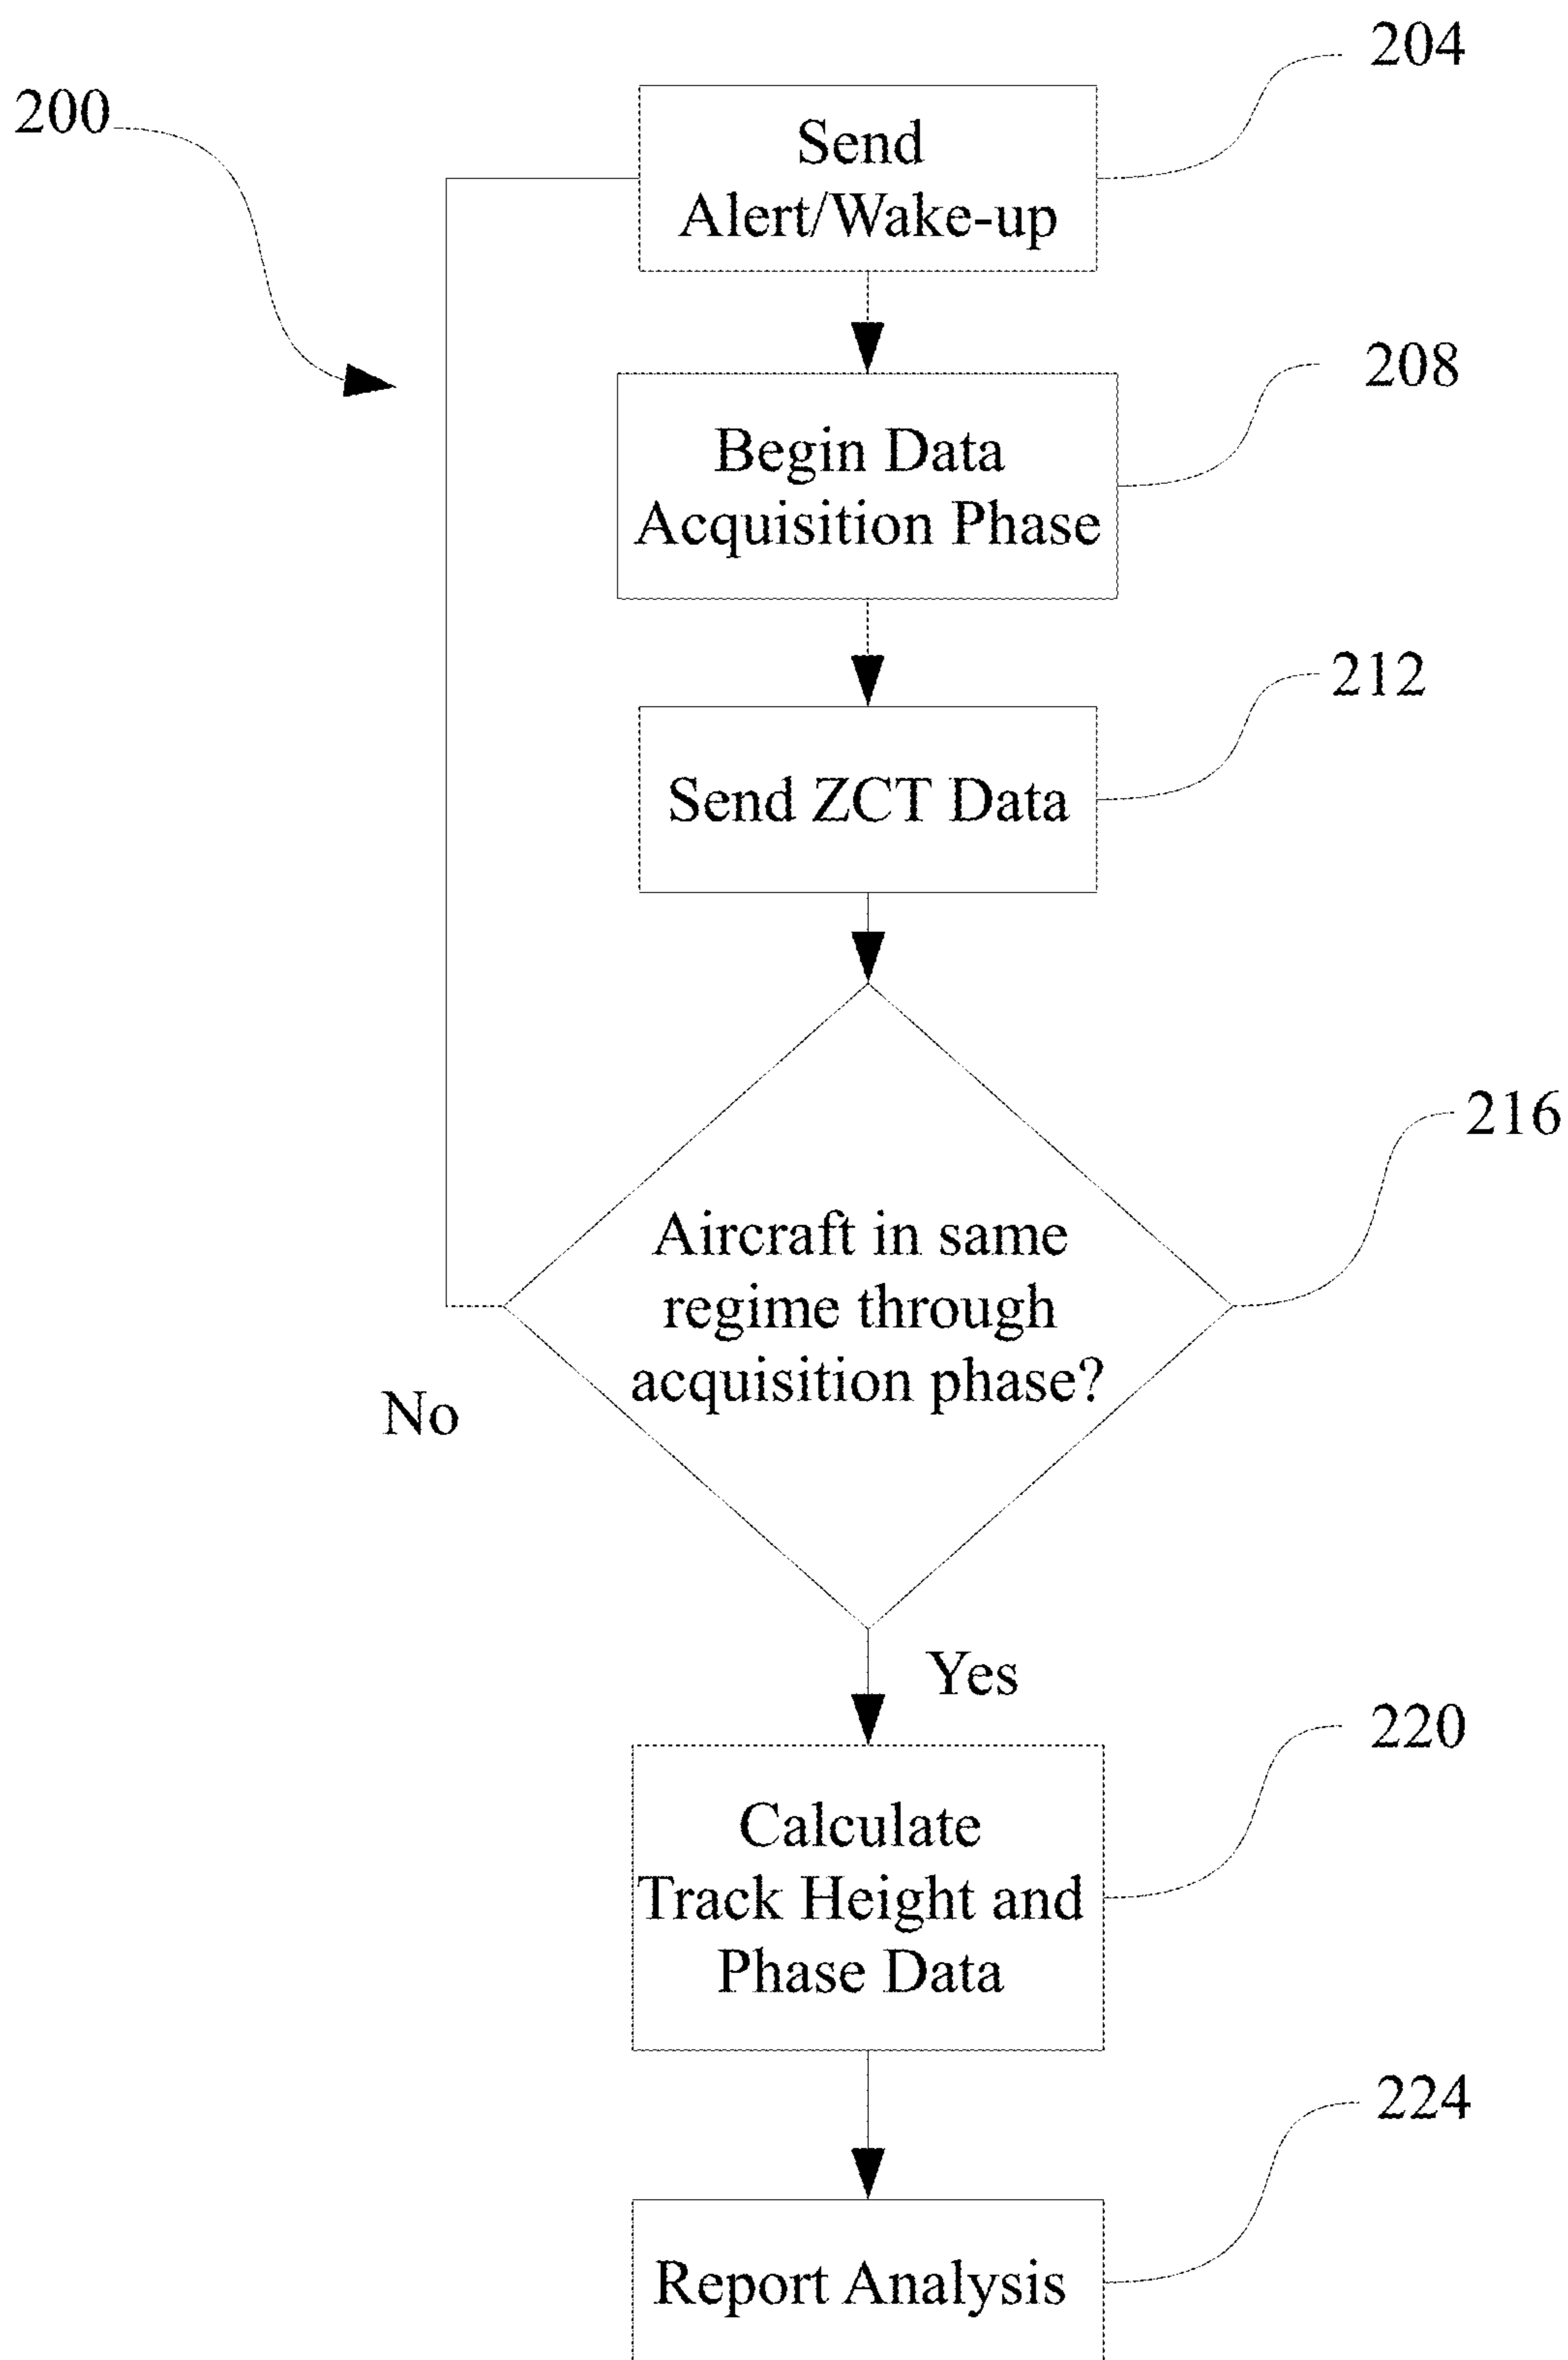 204
200
Send
Alert/Wake-up
208
Begin Data
Acquisition Phase
212
Send ZCT Data
216
Aircraft in same
regime through
acquisition phase?
No
Yes
220
Calculate
Track Height and
Phase Data
224
Report Analysis